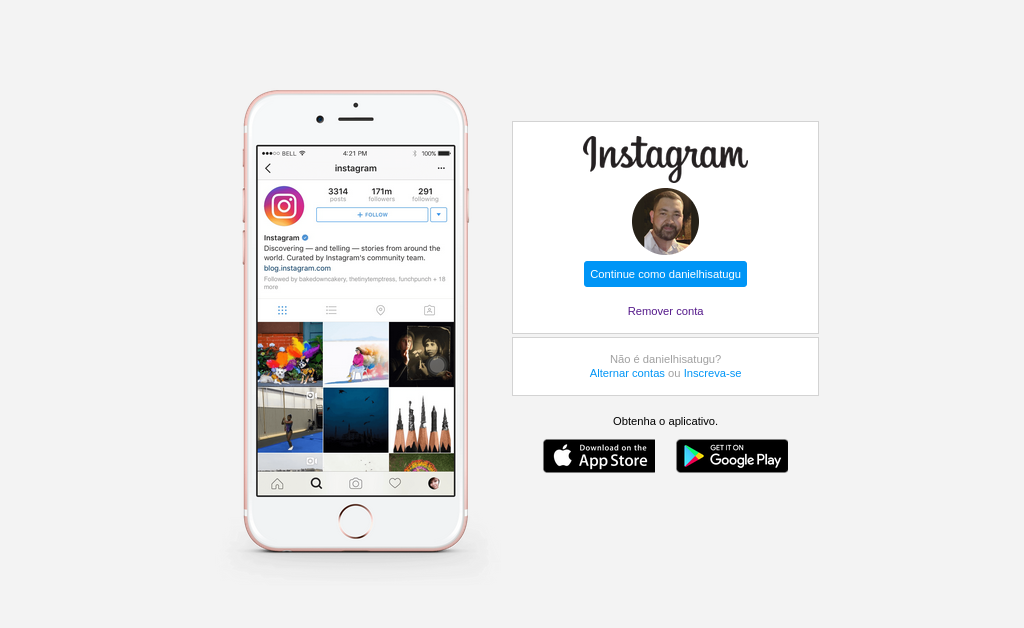 BELL
4:21 PM
100%
instagram
3314
171m
291
posts
followers
following
+ FOLLOW
Instagram
Discovering — and telling — stories from around the
world. Curated by Instagram's community team.
blog.instagram.com
Followed by bakedowncakery, thetinytemptress, lunchpunch + 18
more
Instagram
Continue como danielhisatugu
Remover conta
Não é danielhisatugu?
Alternar contas ou Inscreva-se
Obtenha o aplicativo.
Download on the
App Store
GET IT ON
Google Play